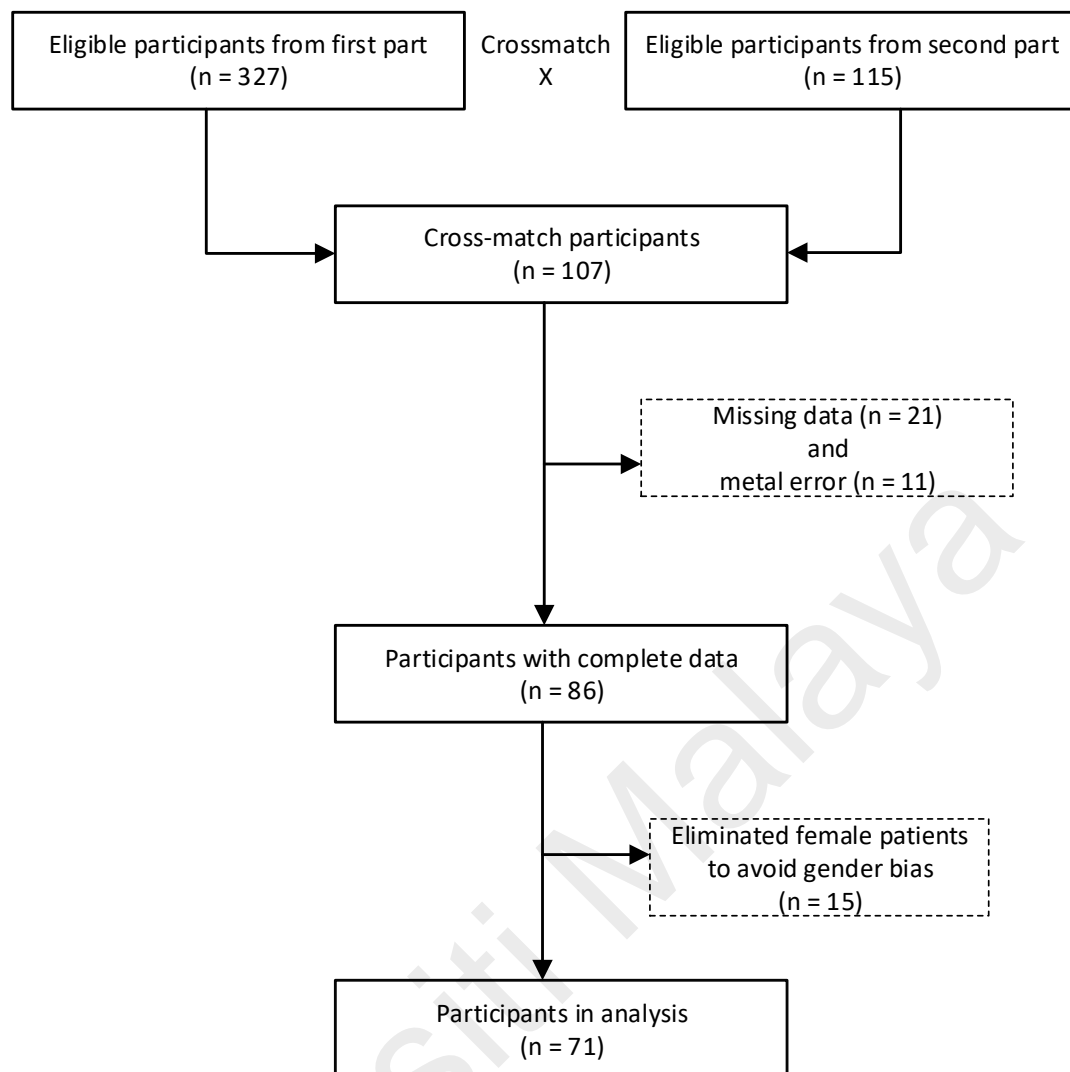 Eligible participants from first part
(n = 327)
Crossmatch
X
Eligible participants from second part
(n = 115)
Cross-match participants
(n = 107)
Missing data (n = 21)
and
metal error (n = 11)
Participants with complete data
(n = 86)
Eliminated female patients
to avoid gender bias
(n = 15)
Participants in analysis
(n = 71)
siti Malaya